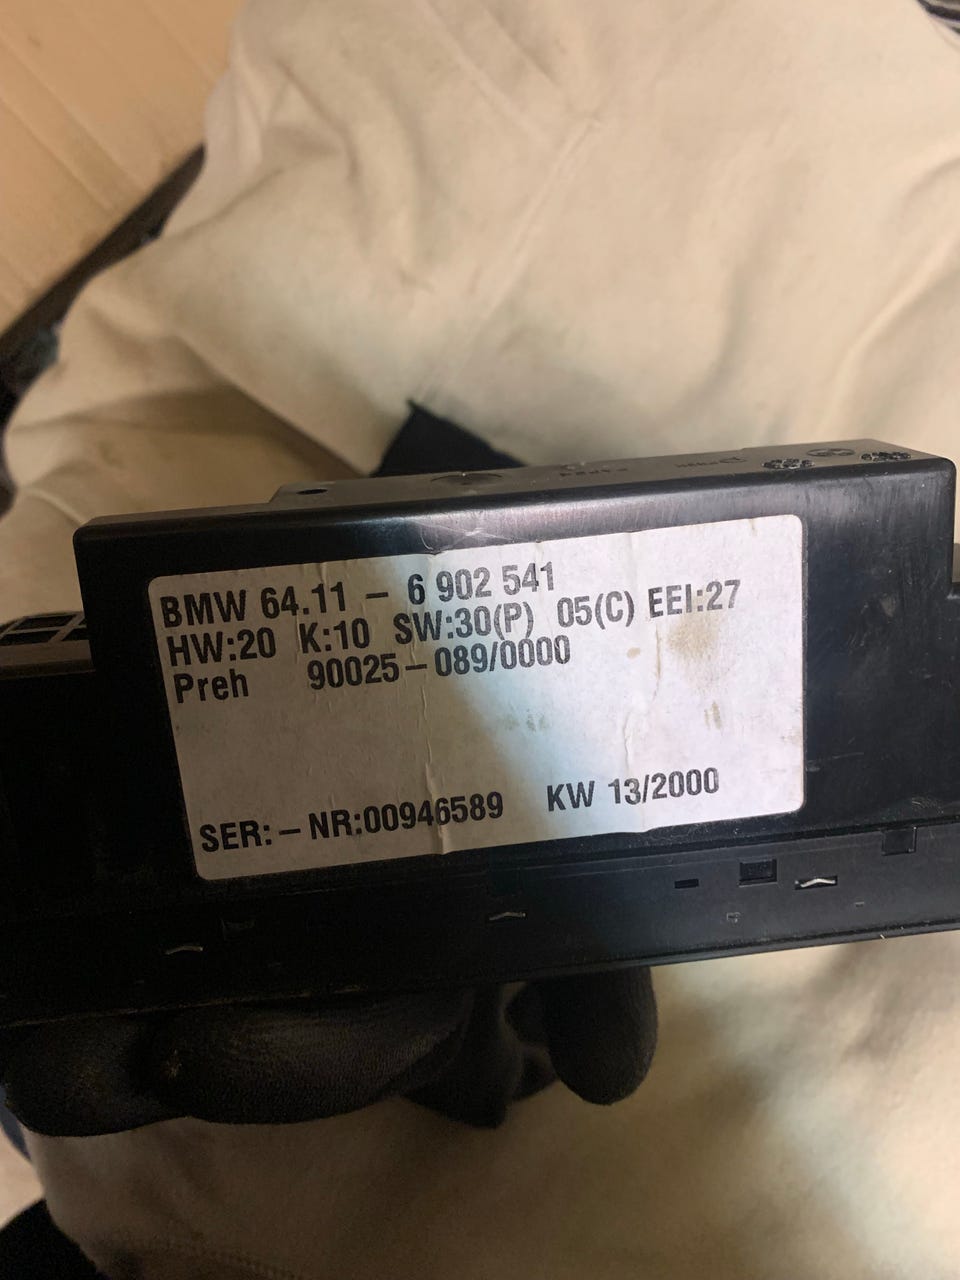 BMW 64.11 – 6 902 541
HW:20 K:10 SW:30(P) 05(C) EEI:27
Preh 90025-089/0000
SER:-NR:00946589 KW 13/2000